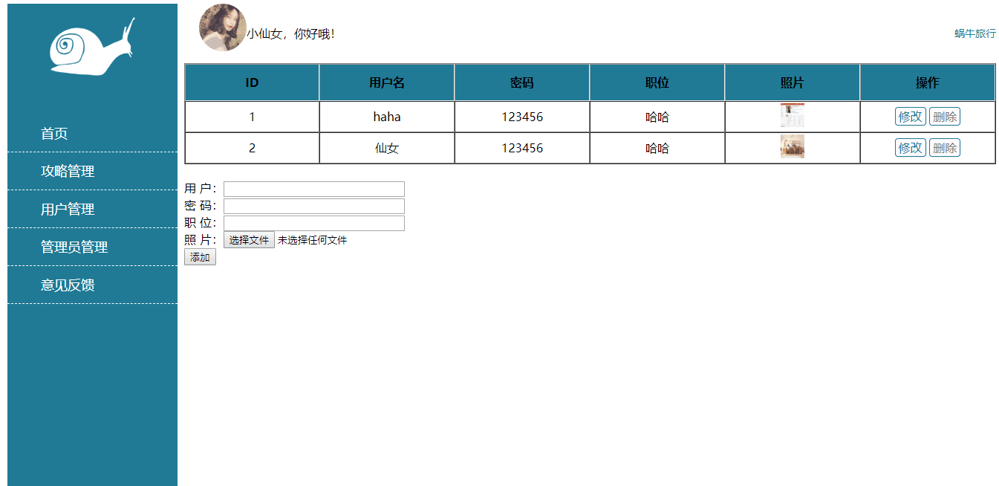 小仙女，你好哦！
蜗牛旅行
首页
攻略管理
用户管理
管理员管理
意见反馈
ID 用户名 密码 职位 照片 操作
1 haha 123456 哈哈 修改 删除
2 仙女 123456 哈哈 修改 删除
用 户：
密 码：
职 位：
照 片： 选择文件 未选择任何文件
添加